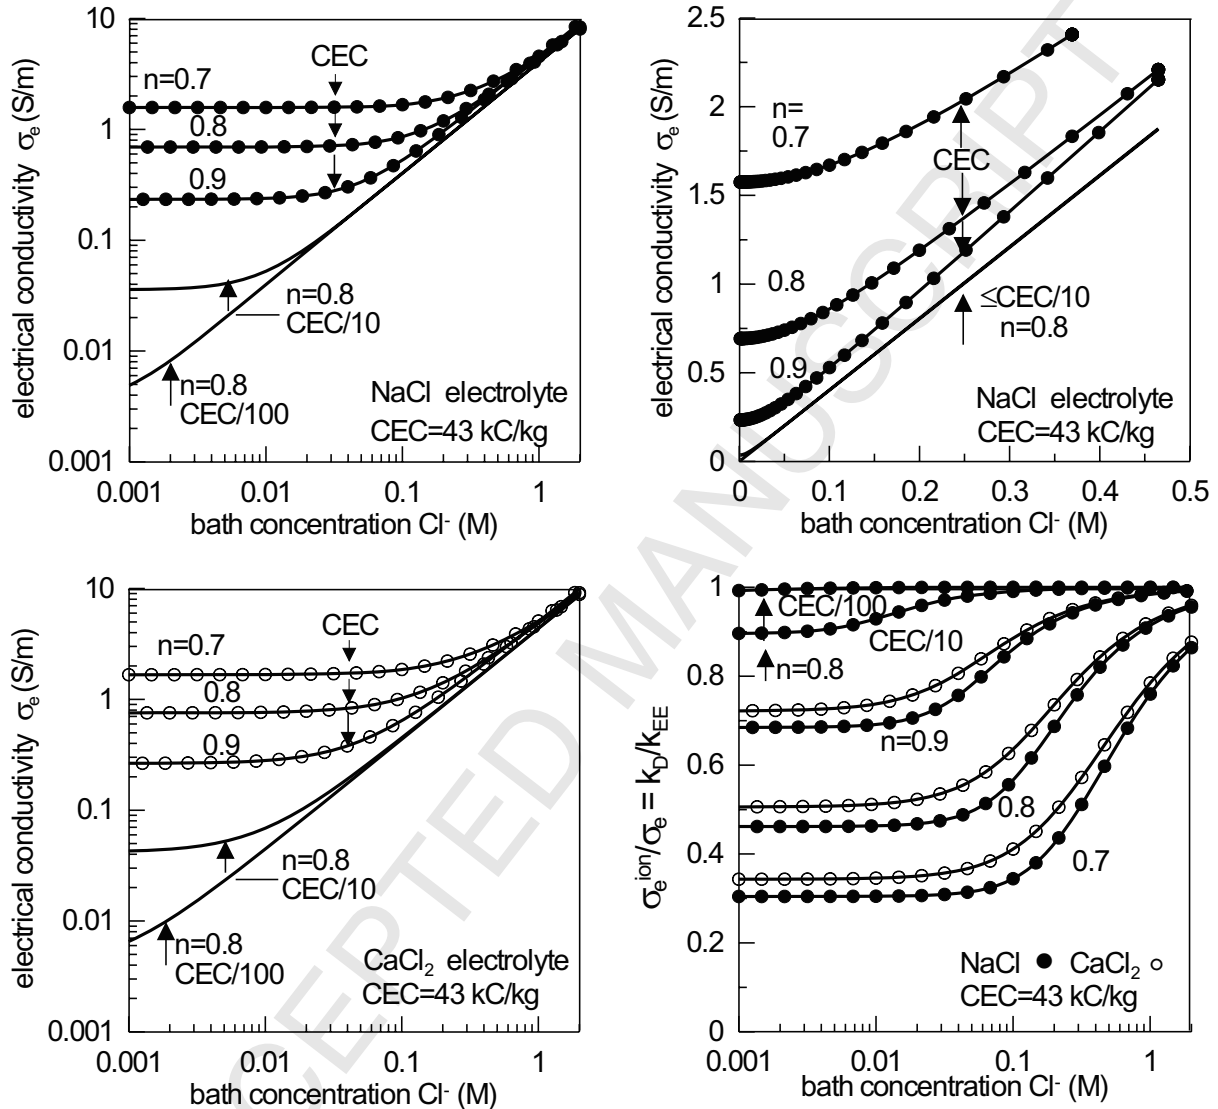 10
1
0.1
0.01
0.001
electrical conductivity σe (S/m)
n=0.7
0.8
0.9
CEC
n=0.8
CEC/10
n=0.8
CEC/100
NaCl electrolyte
CEC=43 kC/kg
0.001 0.01 0.1 1
bath concentration Cl- (M)
2.5
2
1.5
1
0.5
0
electrical conductivity σe (S/m)
n=
0.7
0.8
0.9
CEC
≤CEC/10
n=0.8
NaCl electrolyte
CEC=43 kC/kg
0 0.1 0.2 0.3 0.4 0.5
bath concentration Cl- (M)
10
1
0.1
0.01
0.001
electrical conductivity σe (S/m)
n=0.7
0.8
0.9
CEC
n=0.8
CEC/10
n=0.8
CEC/100
CaCl2 electrolyte
CEC=43 kC/kg
0.001 0.01 0.1 1
bath concentration Cl- (M)
1
0.8
0.6
0.4
0.2
0
σe ion/σe = kD/kEE
CEC/100
CEC/10
n=0.8
n=0.9
0.8
0.7
NaCl ● CaCl2 ○
CEC=43 kC/kg
0.001 0.01 0.1 1
bath concentration Cl- (M)
CEPTED MANUSCRIPT